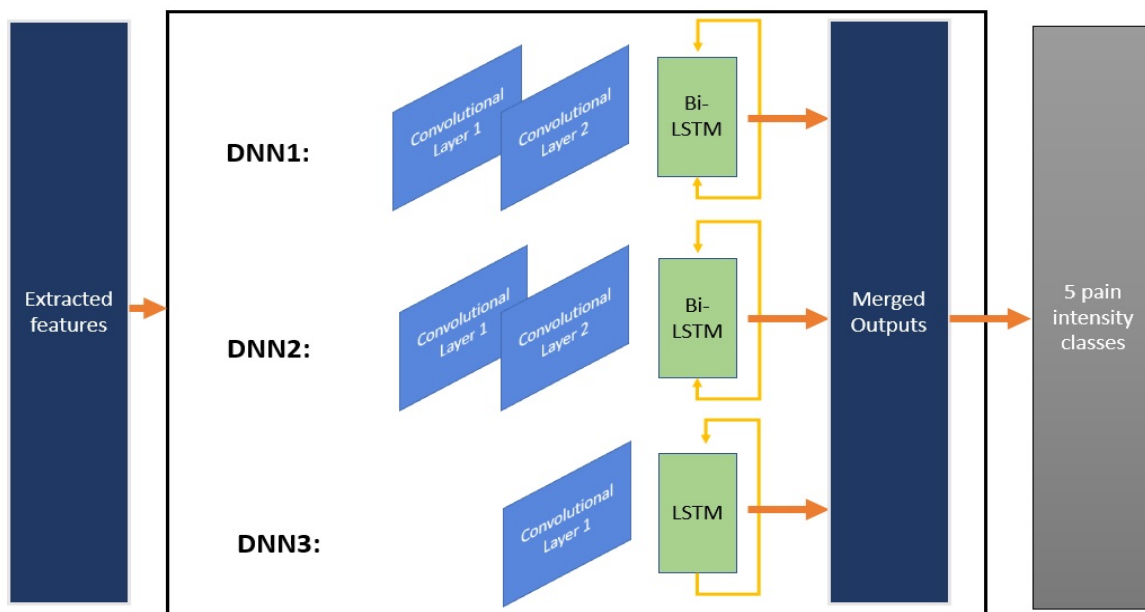 Extracted
features
DNN1:
Convolutional
Layer 1
Convolutional
Layer 2
Bi-
LSTM
DNN2:
Convolutional
Layer 1
Convolutional
Layer 2
Bi-
LSTM
DNN3:
Convolutional
Layer 1
LSTM
Merged
Outputs
5 pain
intensity
classes